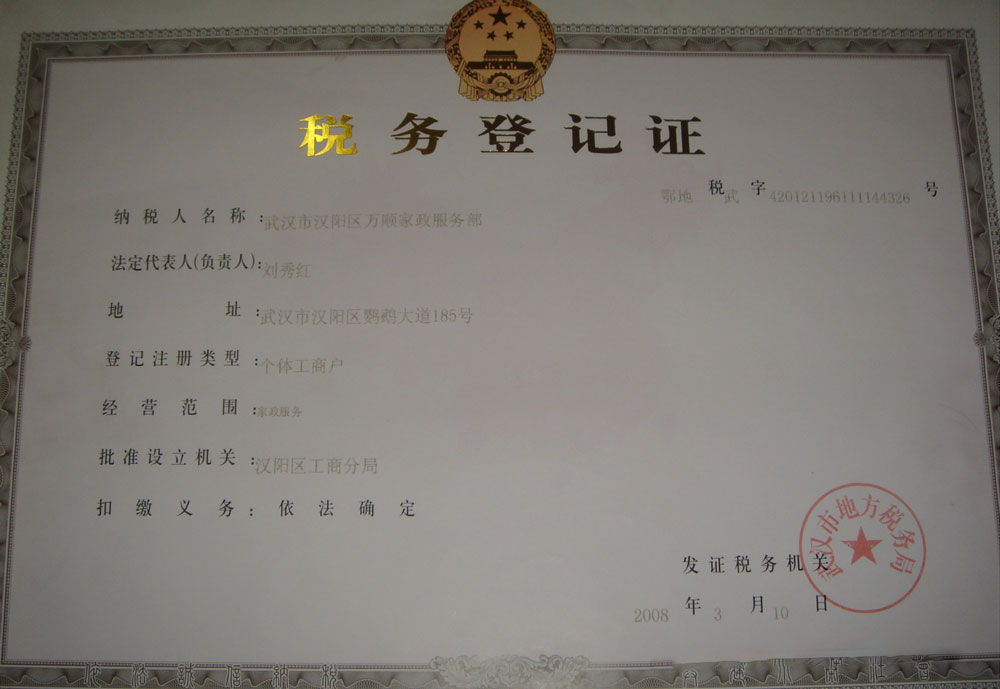 税务登记证
鄂地 税 武 字 420121196111144326 号
纳税人名称:武汉市汉阳区万顺家政服务部
法定代表人(负责人):刘秀红
地址:武汉市汉阳区鹦鹉大道185号
登记注册类型:个体工商户
经营范围:家政服务
批准设立机关:汉阳区工商分局
扣缴义务:依法确定
武汉市地方税务局
发证税务机关
2008 年 3 月 10 日
依法诚信纳税